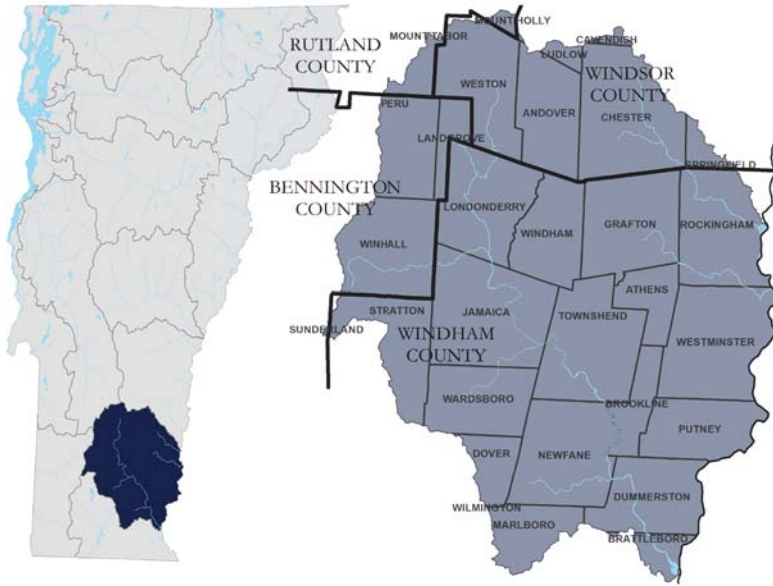 MOUNT HOLLY
RUTLAND
COUNTY
MOUNT TABOR
CAVENDISH
LUDLOW
WESTON
WINDSOR
COUNTY
PERU
ANDOVER
CHESTER
LANDGROVE
SPRINGFIELD
BENNINGTON
COUNTY
LONDONDERRY
WINDHAM
GRAFTON
ROCKINGHAM
WINHALL
ATHENS
STRATTON
JAMAICA
TOWNSHEND
SUNDERLAND
WINDHAM
COUNTY
WESTMINSTER
WARDSBORO
BROOKLINE
PUTNEY
DOVER
NEWFANE
DUMMERSTON
WILMINGTON
MARLBORO
BRATTLEBORO